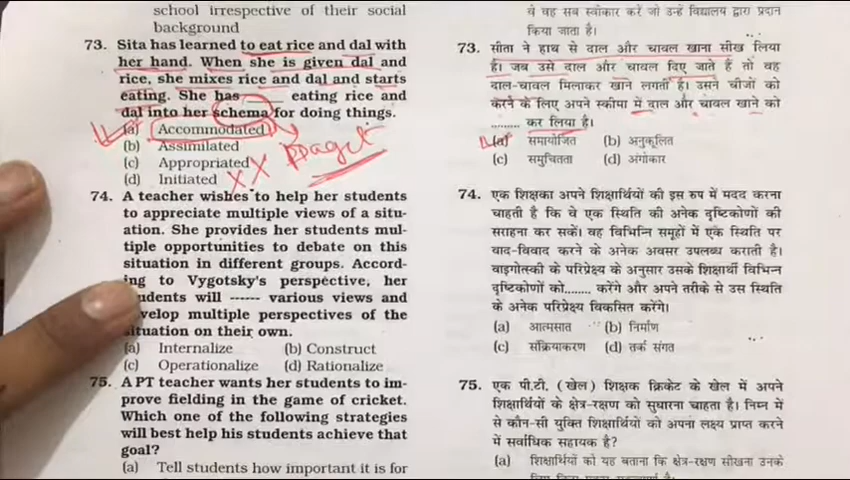 school irrespective of their social
background
73. Sita has learned to eat rice and dal with
her hand. When she is given dal and
rice, she mixes rice and dal and starts
eating. She has ____ eating rice and
dal into her schema for doing things.
(a) Accommodated
(b) Assimilated
(c) Appropriated
(d) Initiated
Piaget
74. A teacher wishes to help her students
to appreciate multiple views of a situ-
ation. She provides her students mul-
tiple opportunities to debate on this
situation in different groups. Accord-
ing to Vygotsky's perspective, her
students will ------ various views and
develop multiple perspectives of the
situation on their own.
(a) Internalize (b) Construct
(c) Operationalize (d) Rationalize
75. A PT teacher wants her students to im-
prove fielding in the game of cricket.
Which one of the following strategies
will best help his students achieve that
goal?
(a) Tell students how important it is for
वे वह सब स्वीकार करें जो उन्हें विद्यालय द्वारा प्रदान
किया जाता है।
73. सीता ने हाथ से दाल और चावल खाना सीख लिया
है। जब उसे दाल और चावल दिए जाते हैं तो वह
दाल-चावल मिलाकर खाने लगती है। उसने चीजों को
करने के लिए अपने स्कीमा में दाल और चावल खाने को
......... कर लिया है।
(a) समायोजित (b) अनुकूलित
(c) समुचितता (d) अंगीकार
74. एक शिक्षिका अपने शिक्षार्थियों की इस रुप में मदद करना
चाहती है कि वे एक स्थिति की अनेक दृष्टिकोणों की
सराहना कर सकें। वह विभिन्नि समूहों में एक स्थिति पर
वाद-विवाद करने के अनेक अवसर उपलब्ध कराती है।
वाइगोत्स्की के परिप्रेक्ष्य के अनुसार उसके शिक्षार्थी विभिन्न
दृष्टिकोणों को........ करेंगे और अपने तरीके से उस स्थिति
के अनेक परिप्रेक्ष्य विकसित करेंगे।
(a) आत्मसात (b) निर्माण
(c) संक्रियाकरण (d) तर्क संगत
75. एक पी.टी. (खेल) शिक्षक क्रिकेट के खेल में अपने
शिक्षार्थियों के क्षेत्र-रक्षण को सुधारना चाहता है। निम्न में
से कौन-सी युक्ति शिक्षार्थियों को अपना लक्ष्य प्राप्त करने
में सर्वाधिक सहायक है?
(a) शिक्षार्थियों को यह बताना कि क्षेत्र-रक्षण सीखना उनके